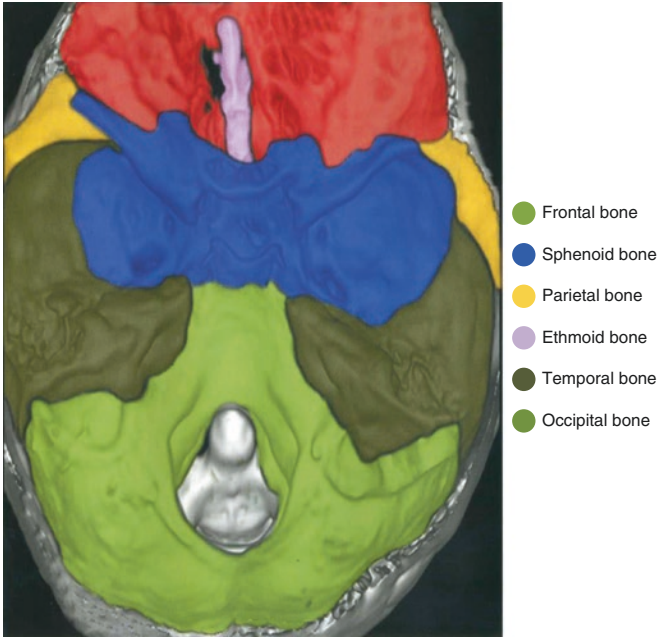 Frontal bone
Sphenoid bone
Parietal bone
Ethmoid bone
Temporal bone
Occipital bone